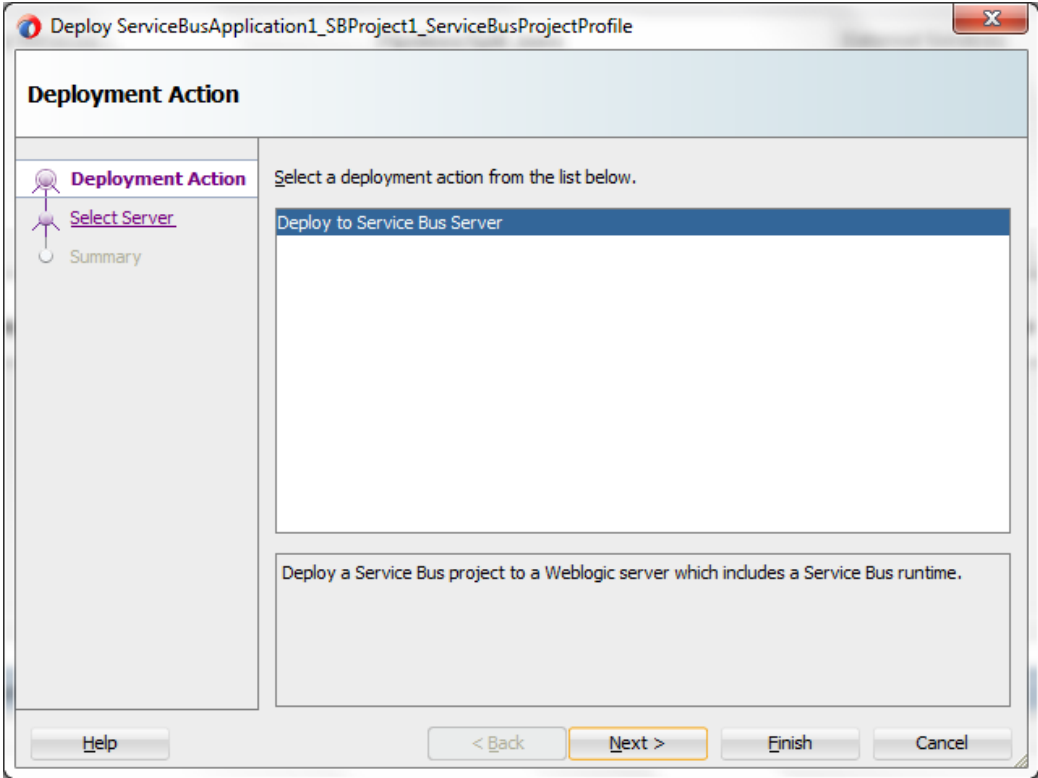 Deploy ServiceBusApplication1_SBProject1_ServiceBusProjectProfile
Deployment Action
Deployment Action
Select Server
Summary
Select a deployment action from the list below.
Deploy to Service Bus Server
Deploy a Service Bus project to a Weblogic server which includes a Service Bus runtime.
Help
< Back
Next >
Finish
Cancel